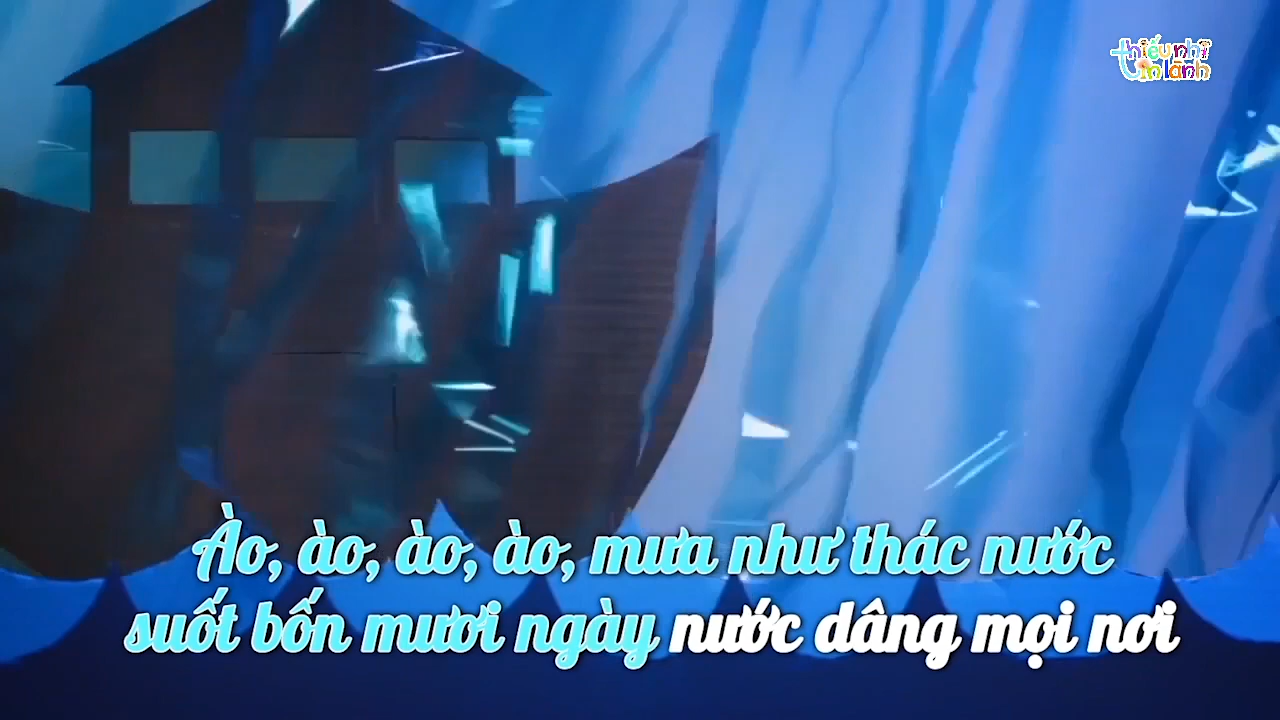 thiếu nhi
tin lành
Ào, ào, ào, ào, mưa như thác nước
suốt bốn mươi ngày nước dâng mọi nơi